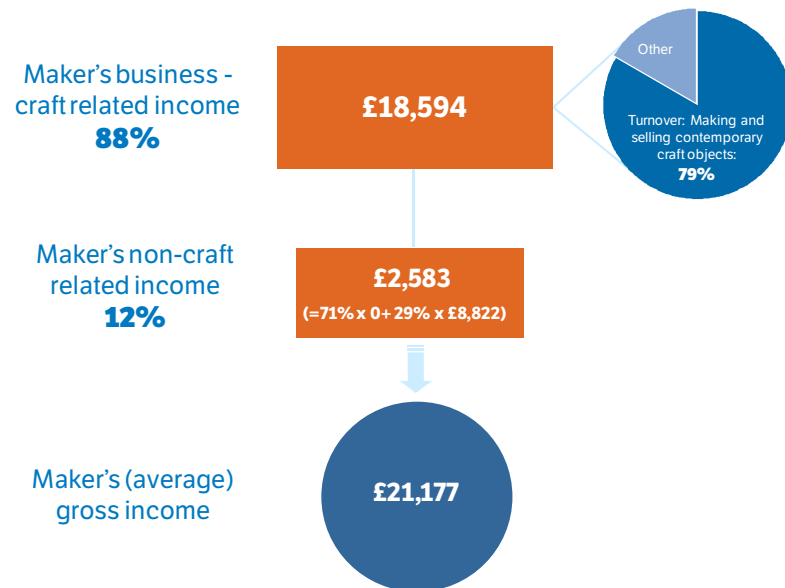 Maker's business -
craft related income
88%
£18,594
Other
Turnover: Making and
selling contemporary
craft objects:
79%
Maker's non-craft
related income
12%
£2,583
(=71% x 0+ 29% x £8,822)
Maker's (average)
gross income
£21,177